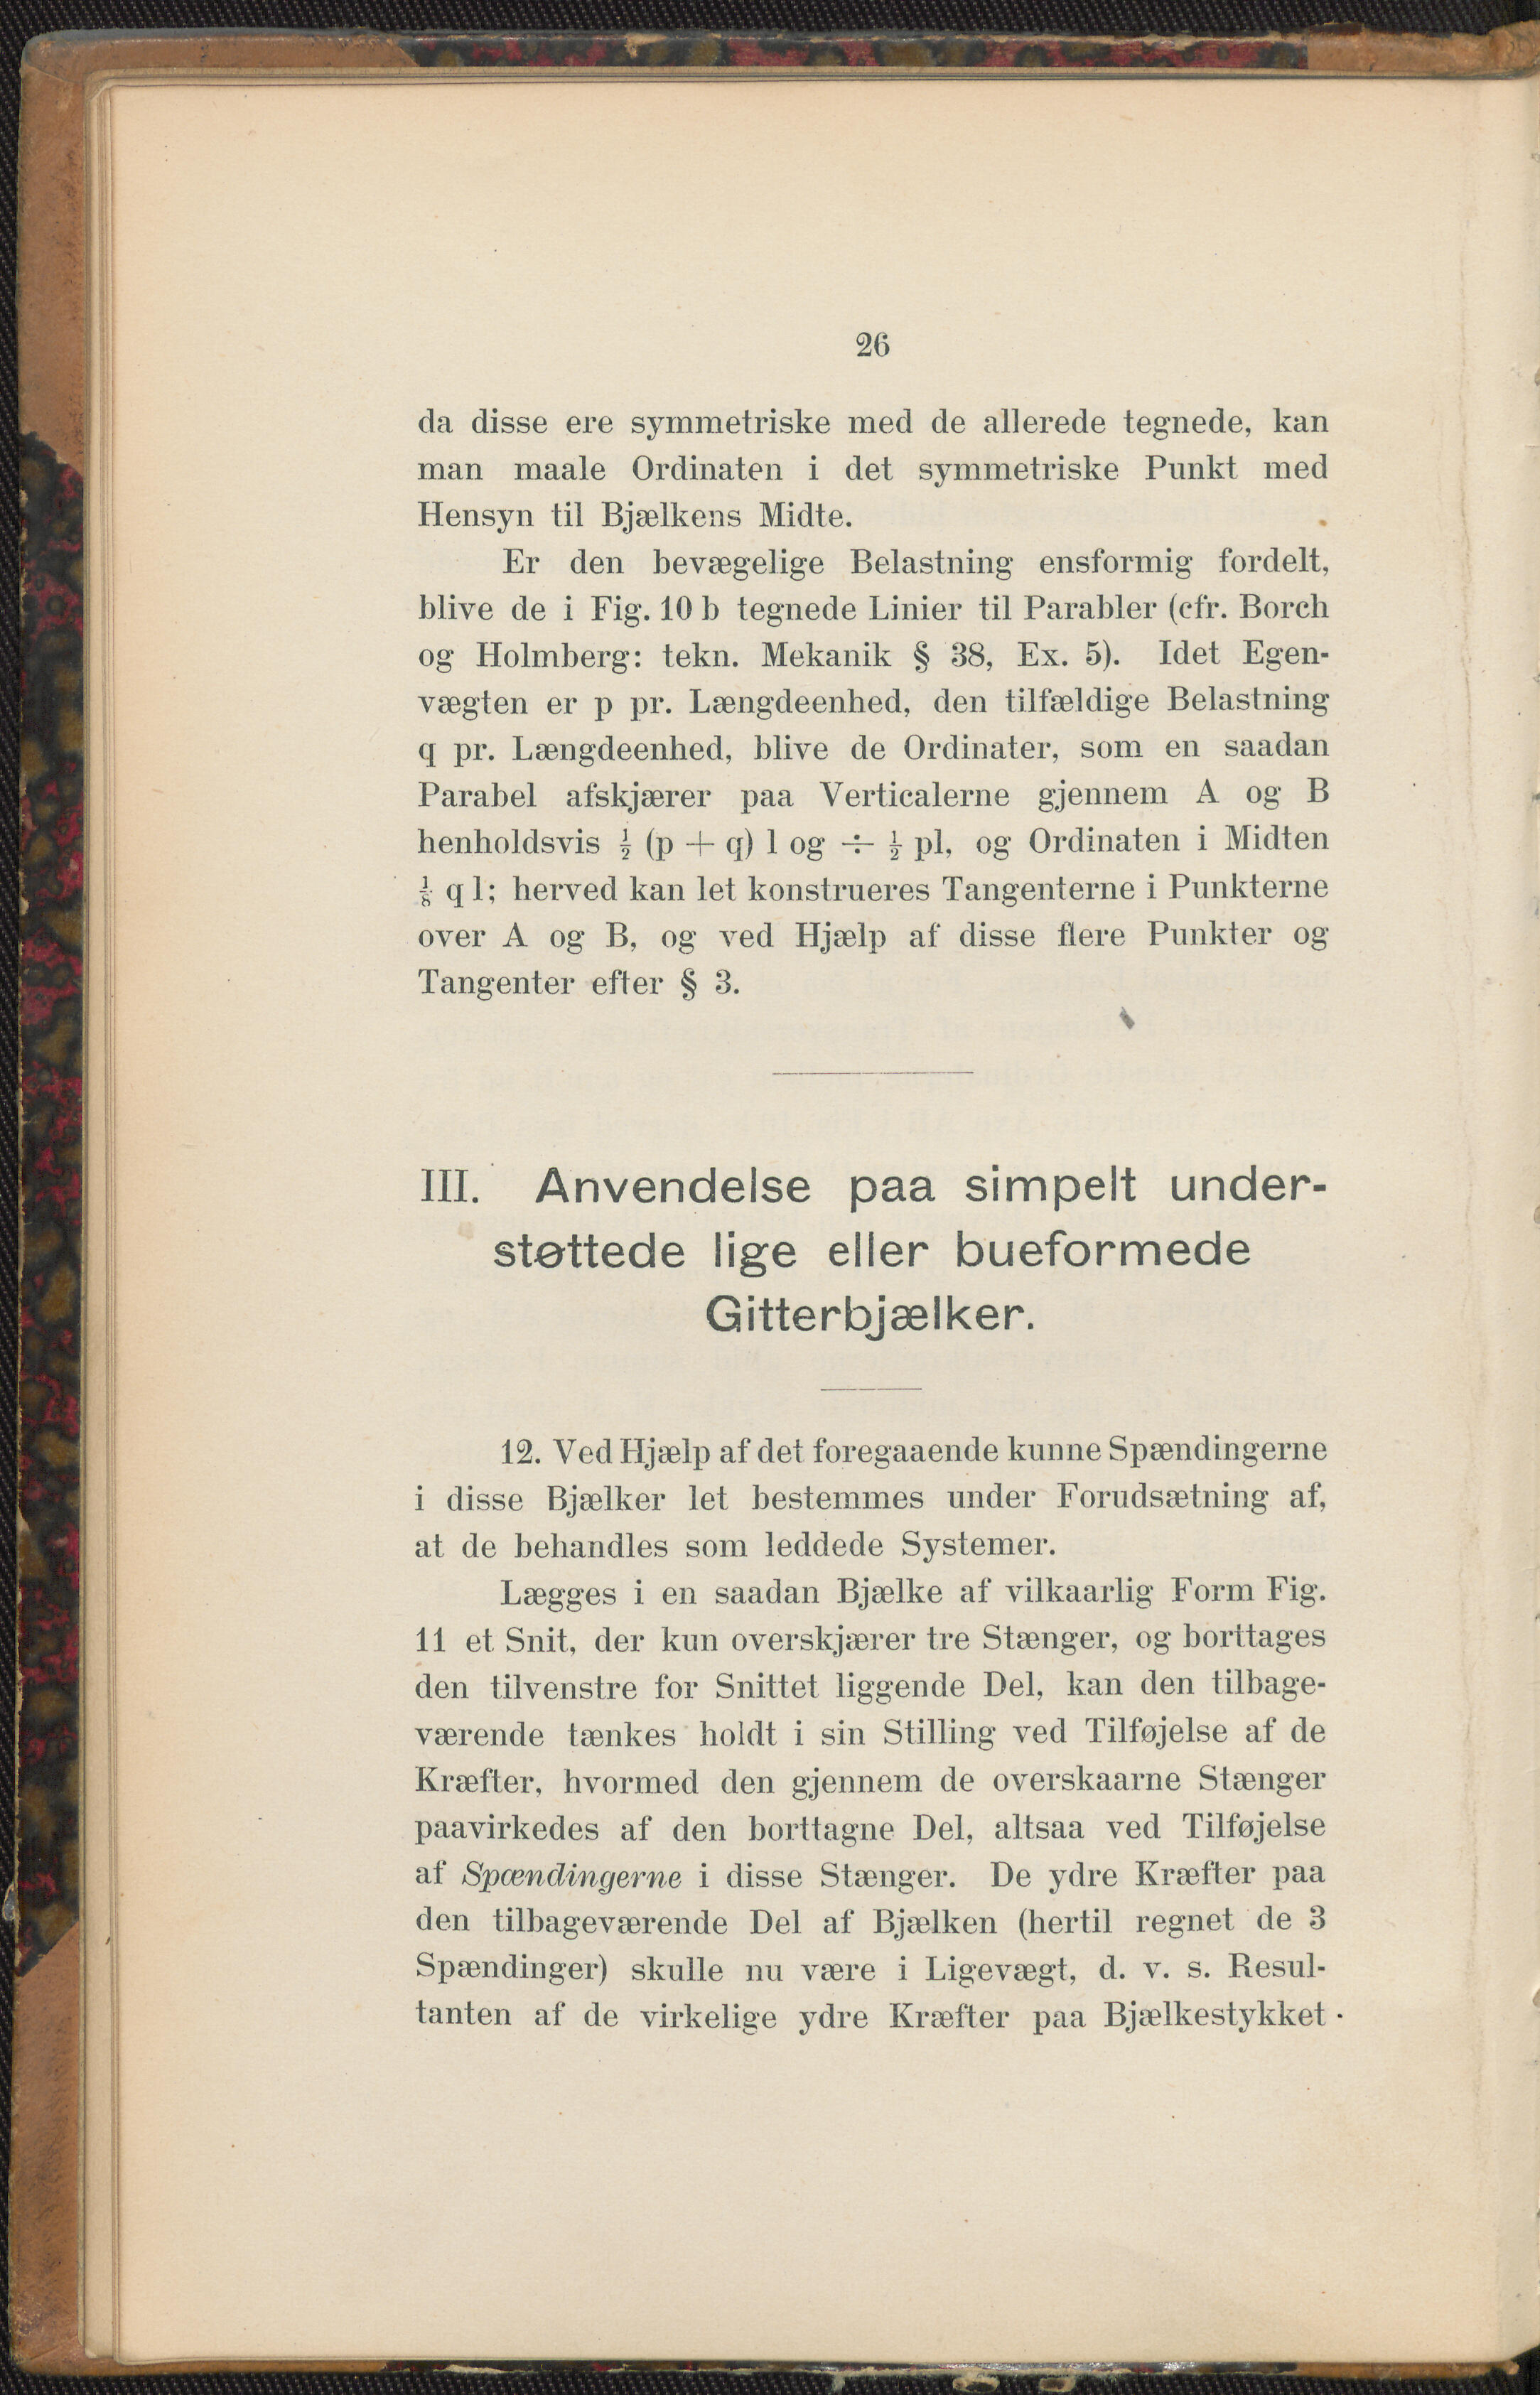 26
da disse ere symmetriske med de allerede tegnede, kan
man maale Ordinaten i det symmetriske Punkt med
Hensyn til Bjælkens Midte.
Er den bevægelige Belastning ensformig fordelt,
blive de i Fig. 10 b tegnede Linier til Parabler (cfr. Borch
og Holmberg: tekn. Mekanik § 38, Ex. 5). Idet Egen-
vægten er p pr. Længdeenhed, den tilfældige Belastning
q pr. Længdeenhed, blive de Ordinater, som en saadan
Parabel afskjærer paa Verticalerne gjennem A og B
henholdsvis ½ (p + q) l og ÷ ½ pl, og Ordinaten i Midten
⅛ q l; herved kan let konstrueres Tangenterne i Punkterne
over A og B, og ved Hjælp af disse flere Punkter og
Tangenter efter § 3.
III. Anvendelse paa simpelt under-
støttede lige eller bueformede
Gitterbjælker.
12. Ved Hjælp af det foregaaende kunne Spændingerne
i disse Bjælker let bestemmes under Forudsætning af,
at de behandles som leddede Systemer.
Lægges i en saadan Bjælke af vilkaarlig Form Fig.
11 et Snit, der kun overskjærer tre Stænger, og borttages
den tilvenstre for Snittet liggende Del, kan den tilbage-
værende tænkes holdt i sin Stilling ved Tilføjelse af de
Kræfter, hvormed den gjennem de overskaarne Stænger
paavirkedes af den borttagne Del, altsaa ved Tilføjelse
af Spændingerne i disse Stænger. De ydre Kræfter paa
den tilbageværende Del af Bjælken (hertil regnet de 3
Spændinger) skulle nu være i Ligevægt, d. v. s. Resul-
tanten af de virkelige ydre Kræfter paa Bjælkestykket